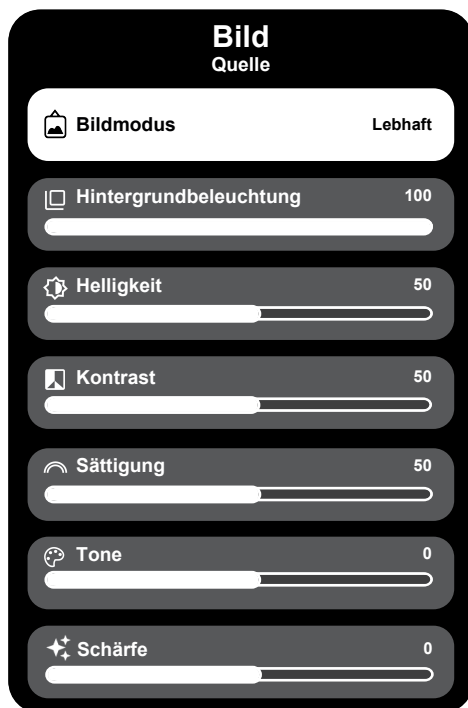 Bild
Quelle
Bildmodus Lebhaft
Hintergrundbeleuchtung 100
Helligkeit 50
Kontrast 50
Sättigung 50
Tone 0
Schärfe 0